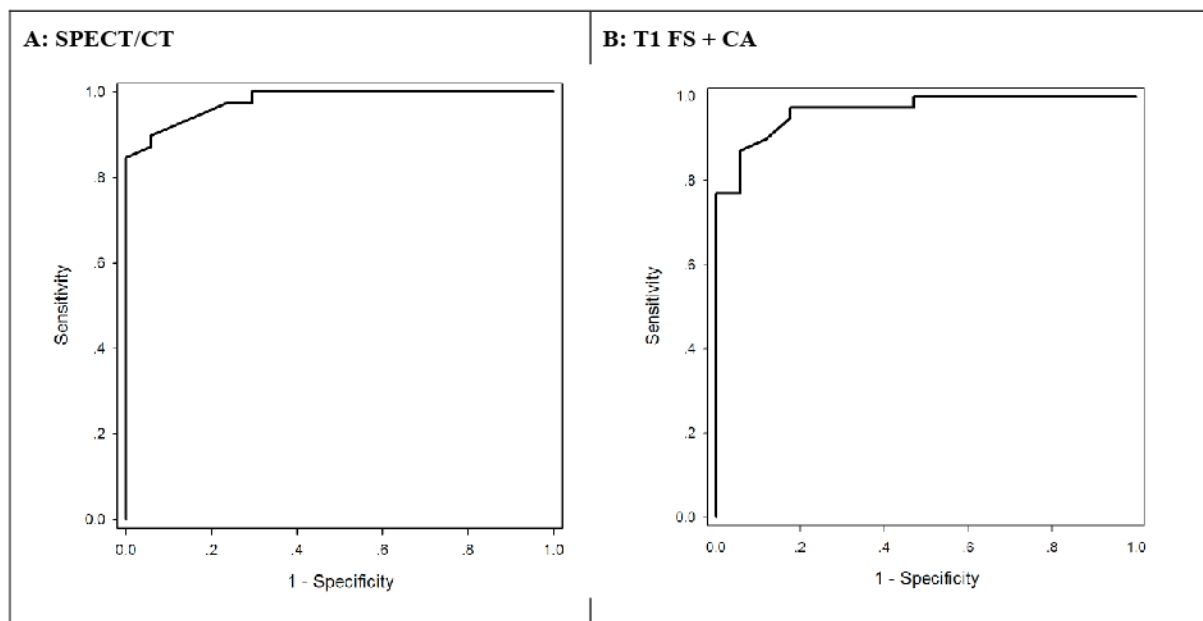 A: SPECT/CT
1.0
.8
.6
.4
.2
0.0
Sensitivity
0.0 .2 .4 .6 .8 1.0
1 - Specificity
B: T1 FS + CA
1.0
.8
.6
.4
.2
0.0
Sensitivity
0.0 .2 .4 .6 .8 1.0
1 - Specificity